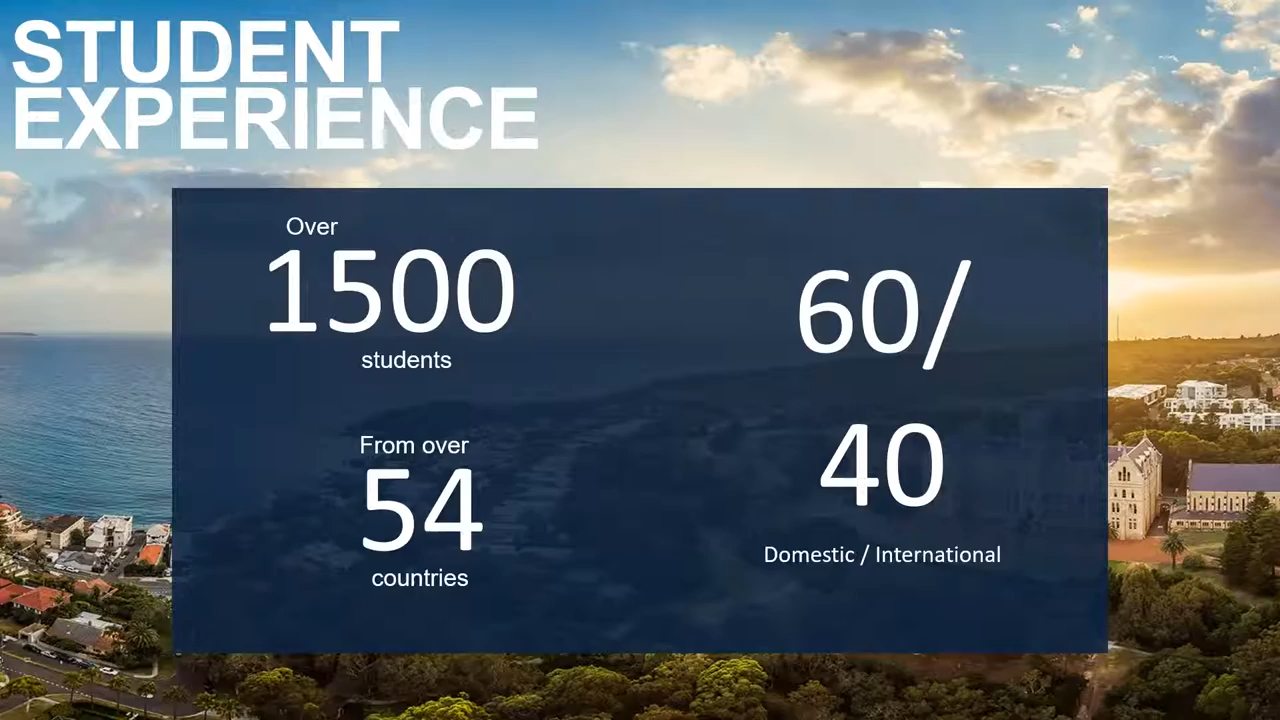 STUDENT
EXPERIENCE
Over
1500
students
From over
54
countries
60/
40
Domestic / International